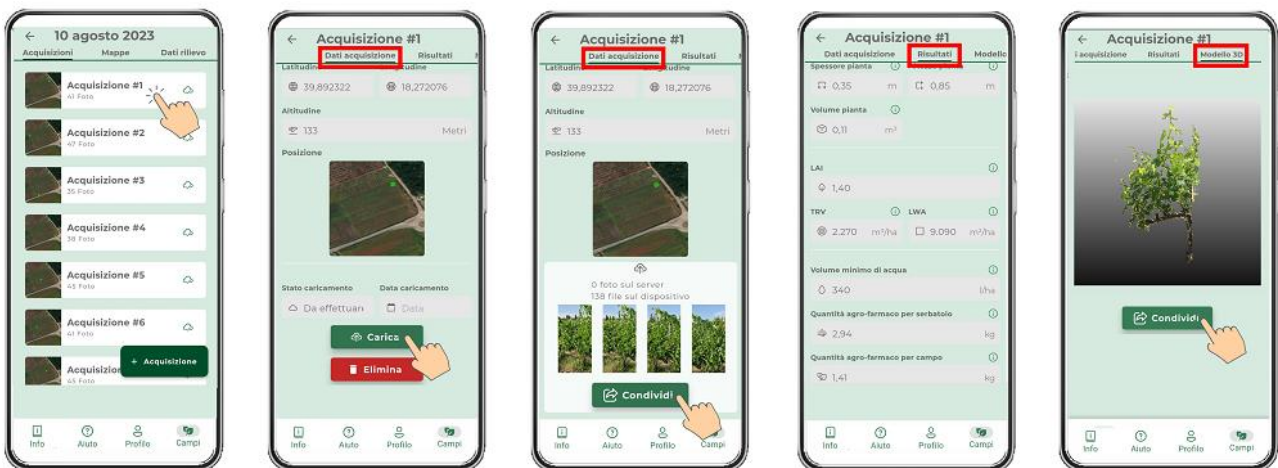 10 agosto 2023
Acquisizioni Mappe Dati rilievo
Acquisizione #1
41 Foto
Acquisizione #2
47 Foto
Acquisizione #3
35 Foto
Acquisizione #4
38 Foto
Acquisizione #5
43 Foto
Acquisizione #6
41 Foto
Acquisizion
45 Foto
+ Acquisizione
Info Aiuto Profilo Campi
Acquisizione #1
Dati acquisizione Risultati
39,892322 18,272076
Altitudine
133 Metri
Posizione
Stato caricamento Data caricamento
Da effettuar Data
Carica
Elimina
Info Aiuto Profilo Campi
Acquisizione #1
Dati acquisizione Risultati
39,892322 18,272076
Altitudine
133 Metri
Posizione
0 foto sul server
138 file sul dispositivo
Condividi
Info Aiuto Profilo Campi
Acquisizione #1
Dati acquisizione Risultati Modello
Spessore pianta
0,35 m 0,85 m
Volume pianta
0,11 m³
LAI
1,40
TRV LWA
2.270 m³/ha 9.090 m²/ha
Volume minimo di acqua
340 l/ha
Quantità agro-farmaco per serbatoio
2,94 kg
Quantità agro-farmaco per campo
1,41 kg
Info Aiuto Profilo Campi
Acquisizione #1
i acquisizione Risultati Modello 3D
Condividi
Info Aiuto Profilo Campi